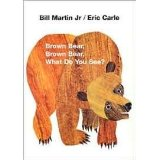 Bill Martin Jr / Eric Carle
Brown Bear,
Brown Bear,
What Do You See?